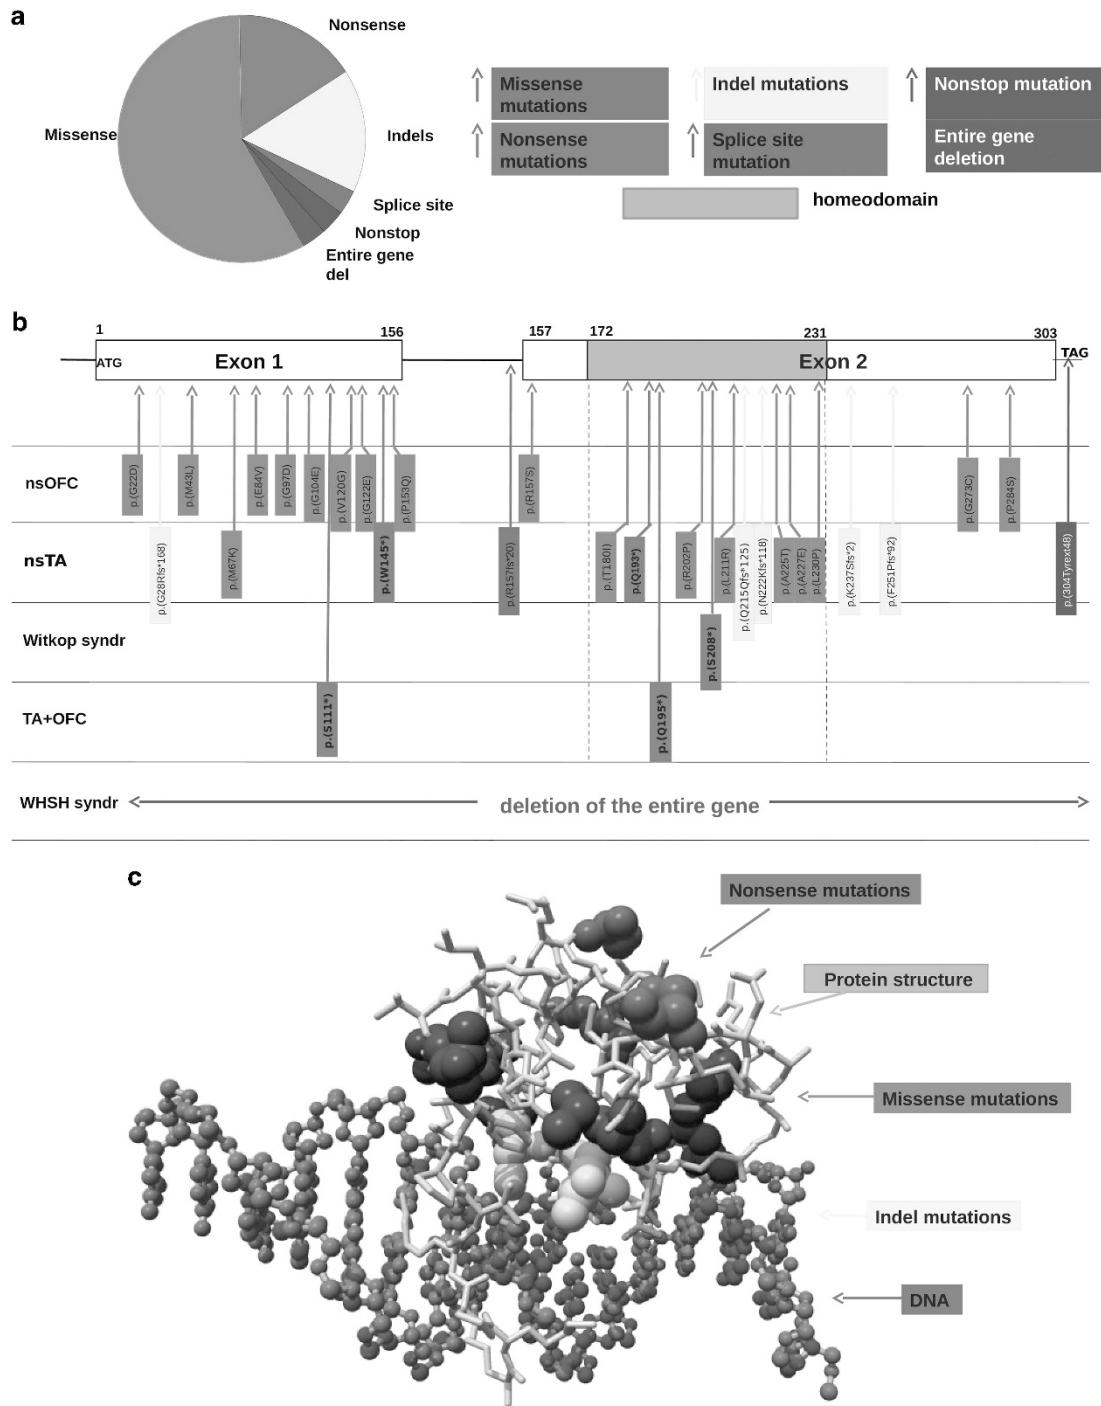 a
Nonsense
Missense
Indels
Splice site
Nonstop
Entire gene
del
Missense
mutations
Indel mutations
Nonstop mutation
Nonsense
mutations
Splice site
mutation
Entire gene
deletion
homeodomain
b
1
156
157
172
231
303
ATG
Exon 1
Exon 2
TAG
nsOFC
p.(G22D)
p.(M43L)
p.(E84V)
p.(G97D)
p.(G104E)
p.(V120G)
p.(G122E)
p.(P153Q)
p.(R157S)
p.(G273C)
p.(P284S)
nsTA
p.(G28Rfs*168)
p.(M67K)
p.(W145*)
p.(R157fs*20)
p.(T180I)
p.(Q193*)
p.(R202P)
p.(L211R)
p.(Q215Qfs*125)
p.(N222Kfs*118)
p.(A225T)
p.(A227E)
p.(L230P)
p.(K237Sfs*2)
p.(F251Pfs*92)
p.(304Tyrext48)
Witkop syndr
p.(S208*)
TA+OFC
p.(S111*)
p.(Q195*)
WHSH syndr
deletion of the entire gene
c
Nonsense mutations
Protein structure
Missense mutations
Indel mutations
DNA